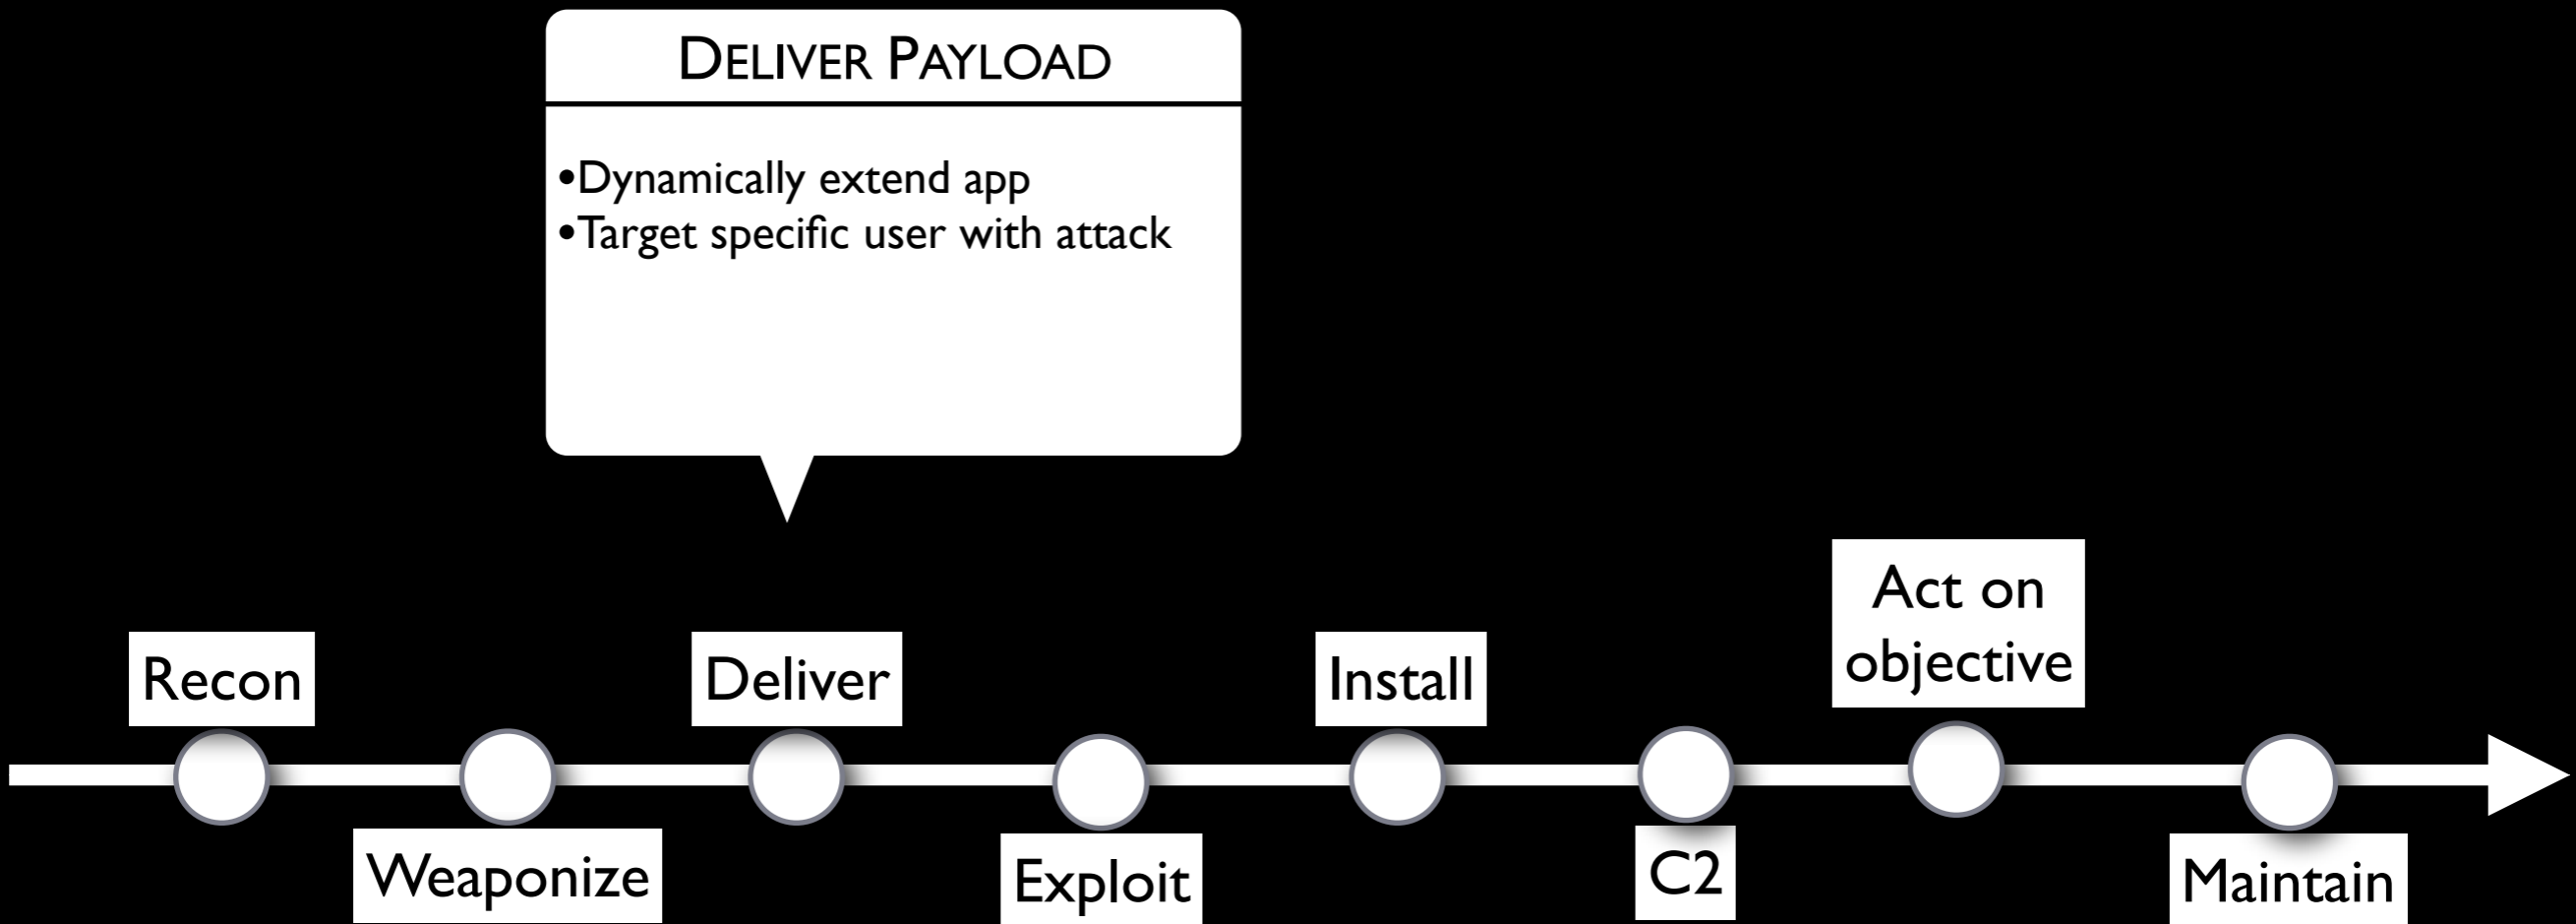 DELIVER PAYLOAD
•Dynamically extend app
•Target specific user with attack
Act on
objective
Recon
Deliver
Install
Weaponize
Exploit
C2
Maintain